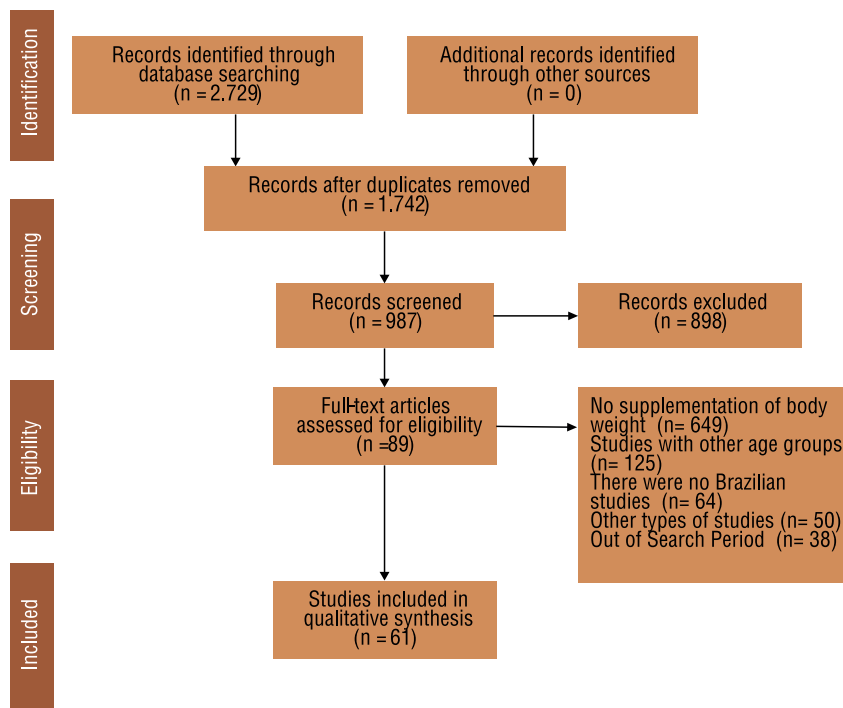 Identification
Records identified through
database searching
(n = 2.729)
Additional records identified
through other sources
(n = 0)
Records after duplicates removed
(n = 1.742)
Screening
Records screened
(n = 987)
Records excluded
(n = 898)
Eligibility
Full-text articles
assessed for eligibility
(n =89)
No supplementation of body
weight (n= 649)
Studies with other age groups
(n= 125)
There were no Brazilian
studies (n= 64)
Other types of studies (n= 50)
Out of Search Period (n= 38)
Included
Studies included in
qualitative synthesis
(n = 61)